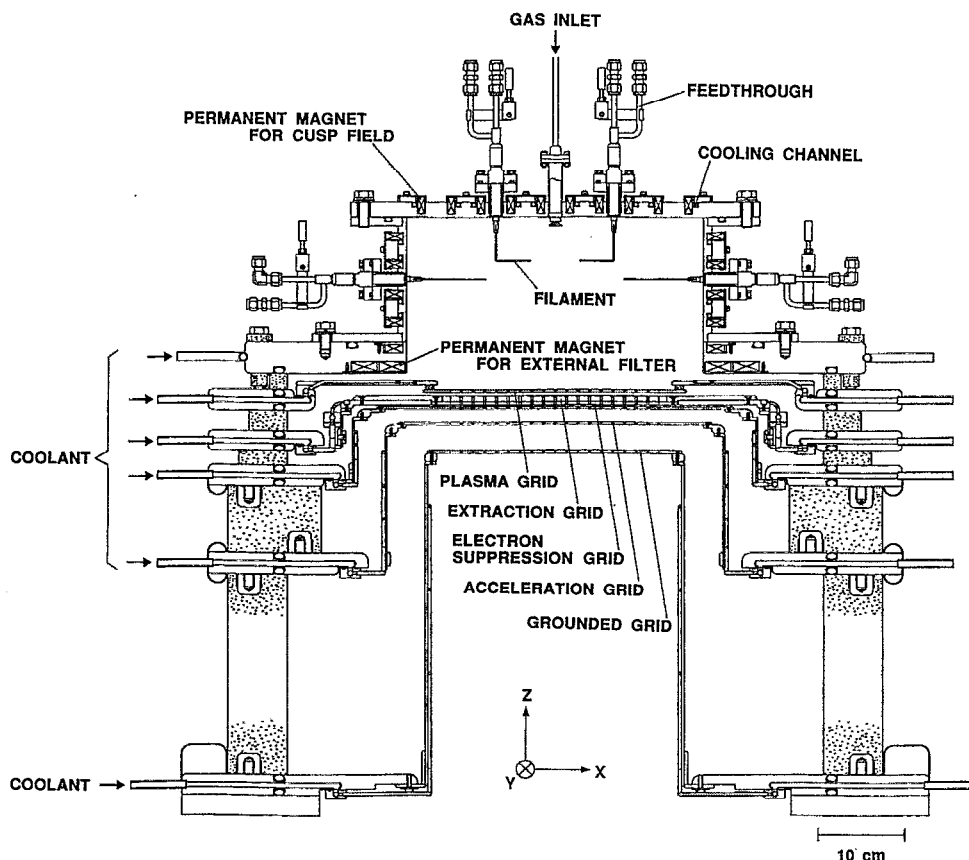 GAS INLET
FEEDTHROUGH
PERMANENT MAGNET
FOR CUSP FIELD
COOLING CHANNEL
FILAMENT
PERMANENT MAGNET
FOR EXTERNAL FILTER
COOLANT
PLASMA GRID
EXTRACTION GRID
ELECTRON
SUPPRESSION GRID
ACCELERATION GRID
GROUNDED GRID
Z
Y
X
COOLANT
10 cm